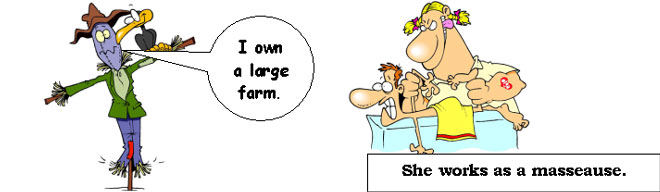 I own
a large
farm.
She works as a masseause.